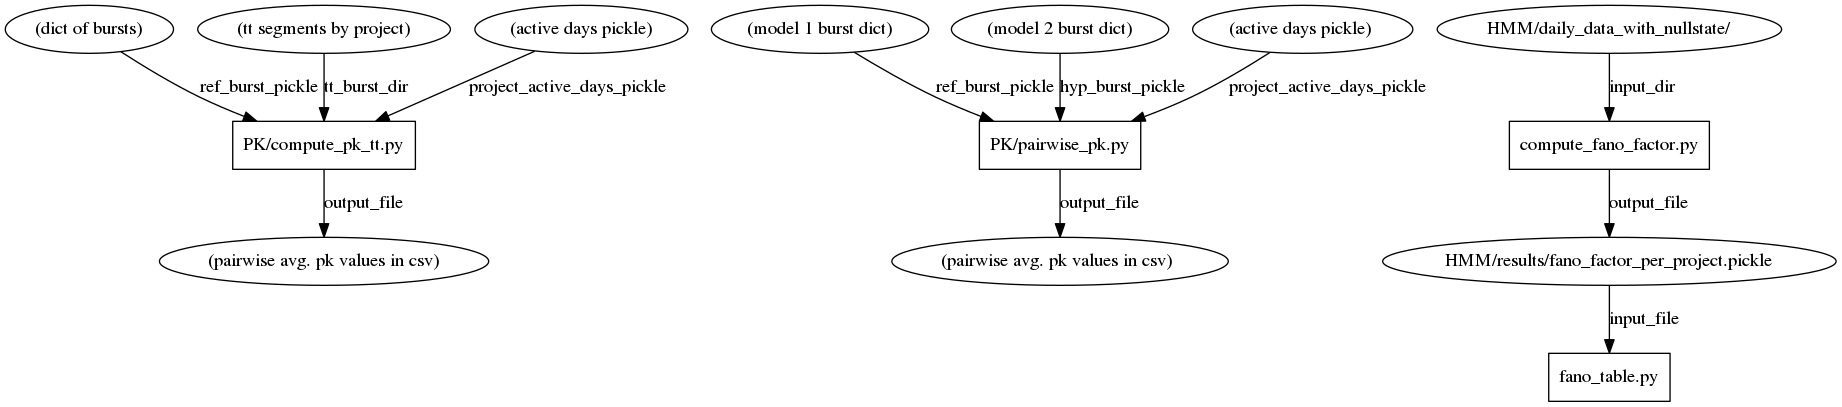 (dict of bursts)
(tt segments by project)
(active days pickle)
(model 1 burst dict)
(model 2 burst dict)
(active days pickle)
HMM/daily_data_with_nullstate/
ref_burst_pickle
tt_burst_dir
project_active_days_pickle
ref_burst_pickle
hyp_burst_pickle
project_active_days_pickle
input_dir
PK/compute_pk_tt.py
PK/pairwise_pk.py
compute_fano_factor.py
output_file
output_file
output_file
(pairwise avg. pk values in csv)
(pairwise avg. pk values in csv)
HMM/results/fano_factor_per_project.pickle
input_file
fano_table.py